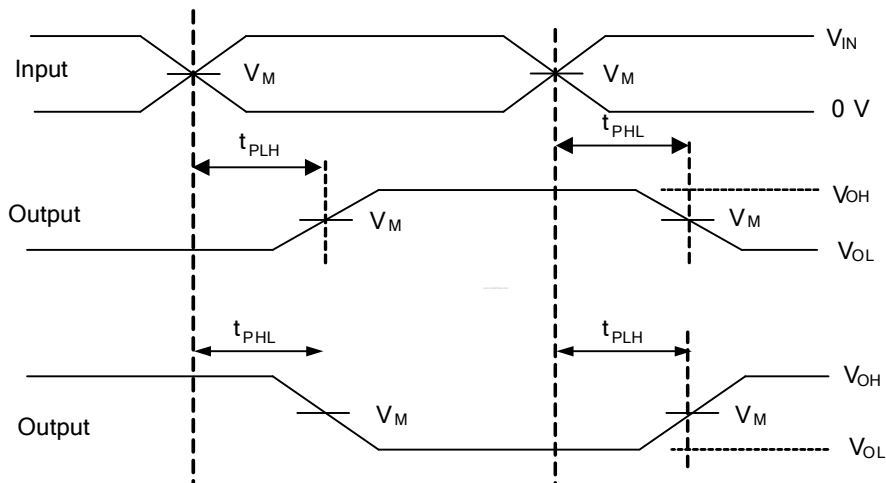 V_IN
Input V_M V_M
0 V
t_PLH t_PHL
V_OH
Output V_M V_M
V_OL
t_PHL t_PLH
V_OH
V_M V_M
Output
V_OL